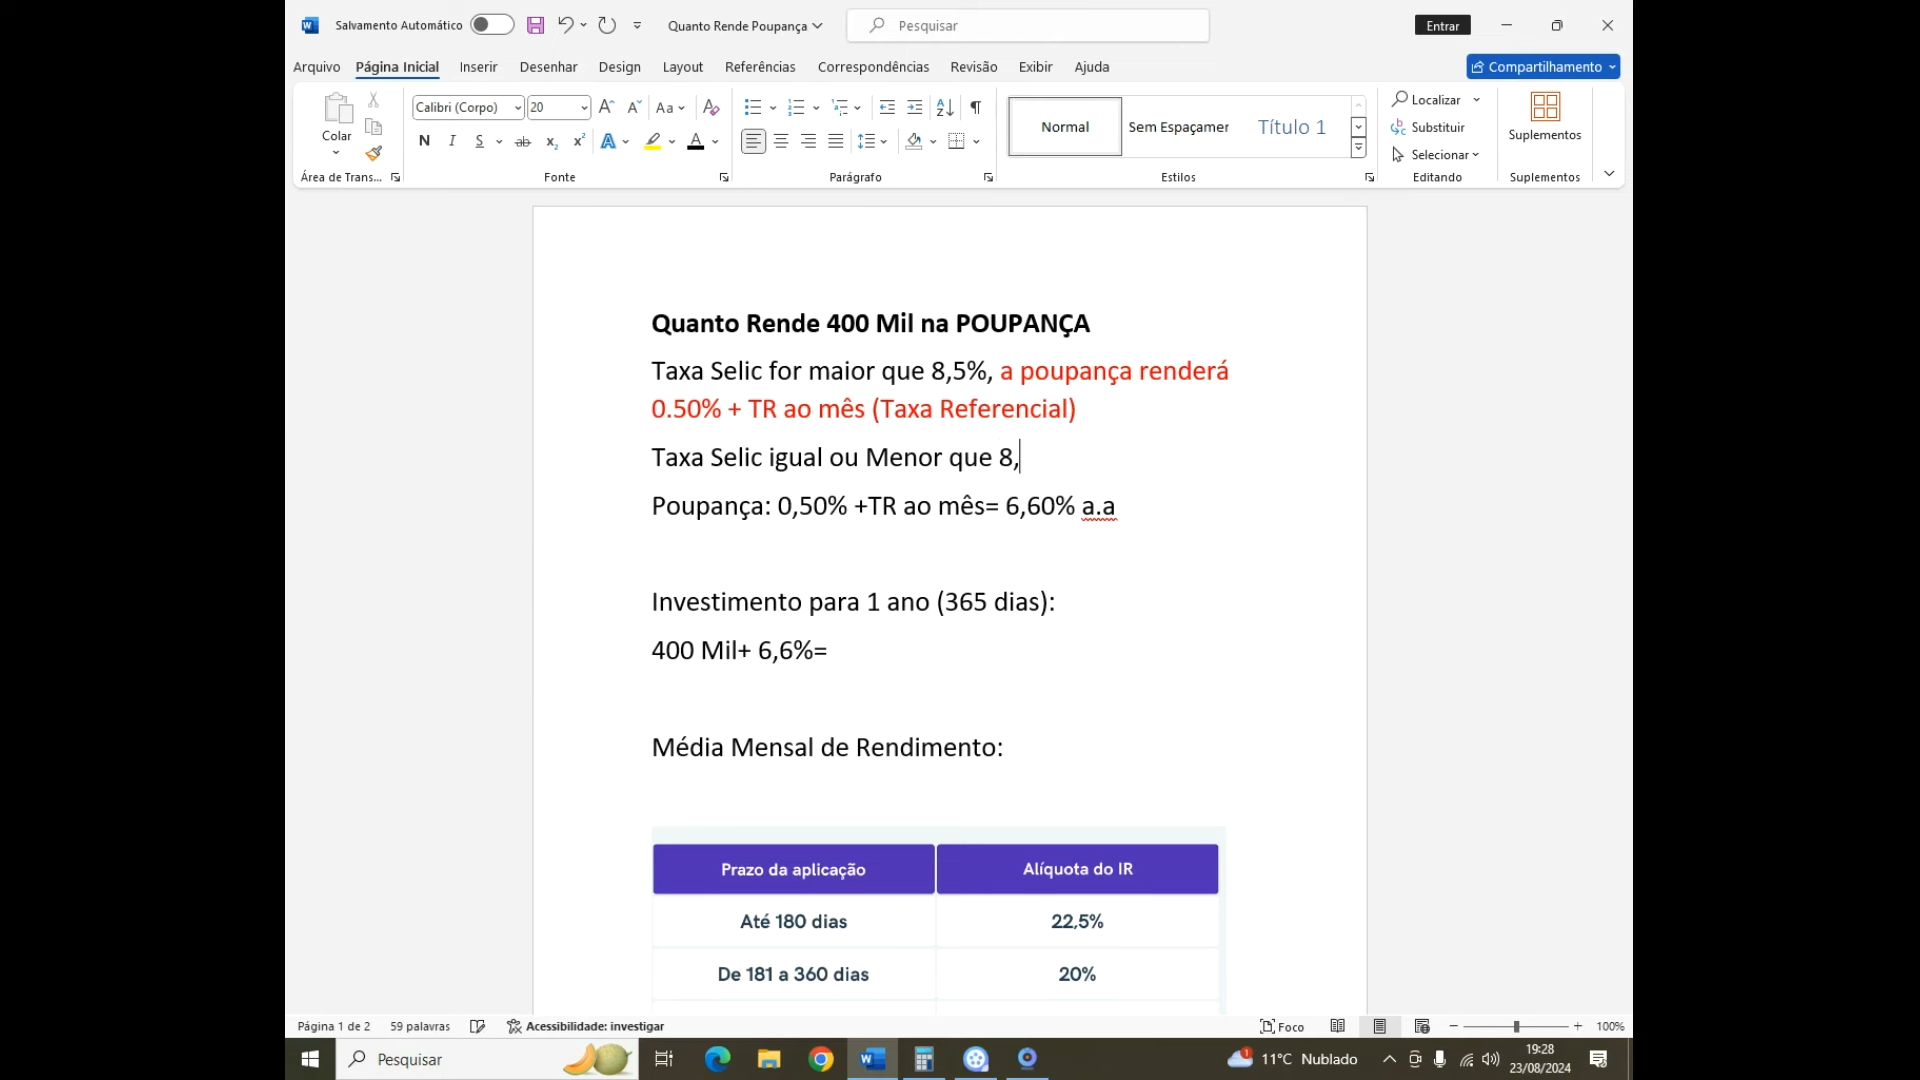 Salvamento Automático
Quanto Rende Poupança
Pesquisar
Entrar
Arquivo
Página Inicial
Inserir
Desenhar
Design
Layout
Referências
Correspondências
Revisão
Exibir
Ajuda
Compartilhamento
Colar
Calibri (Corpo)
20
Aa
N
I
S
ab
Normal
Sem Espaçamer
Título 1
Localizar
Substituir
Selecionar
Suplementos
Área de Trans...
Fonte
Parágrafo
Estilos
Editando
Suplementos
Quanto Rende 400 Mil na POUPANÇA
Taxa Selic for maior que 8,5%, a poupança renderá
0.50% + TR ao mês (Taxa Referencial)
Taxa Selic igual ou Menor que 8,
Poupança: 0,50% +TR ao mês= 6,60% a.a
Investimento para 1 ano (365 dias):
400 Mil+ 6,6%=
Média Mensal de Rendimento:
Prazo da aplicação
Alíquota do IR
Até 180 dias
22,5%
De 181 a 360 dias
20%
Página 1 de 2
59 palavras
Acessibilidade: investigar
Foco
100%
Pesquisar
11°C Nublado
19:28
23/08/2024